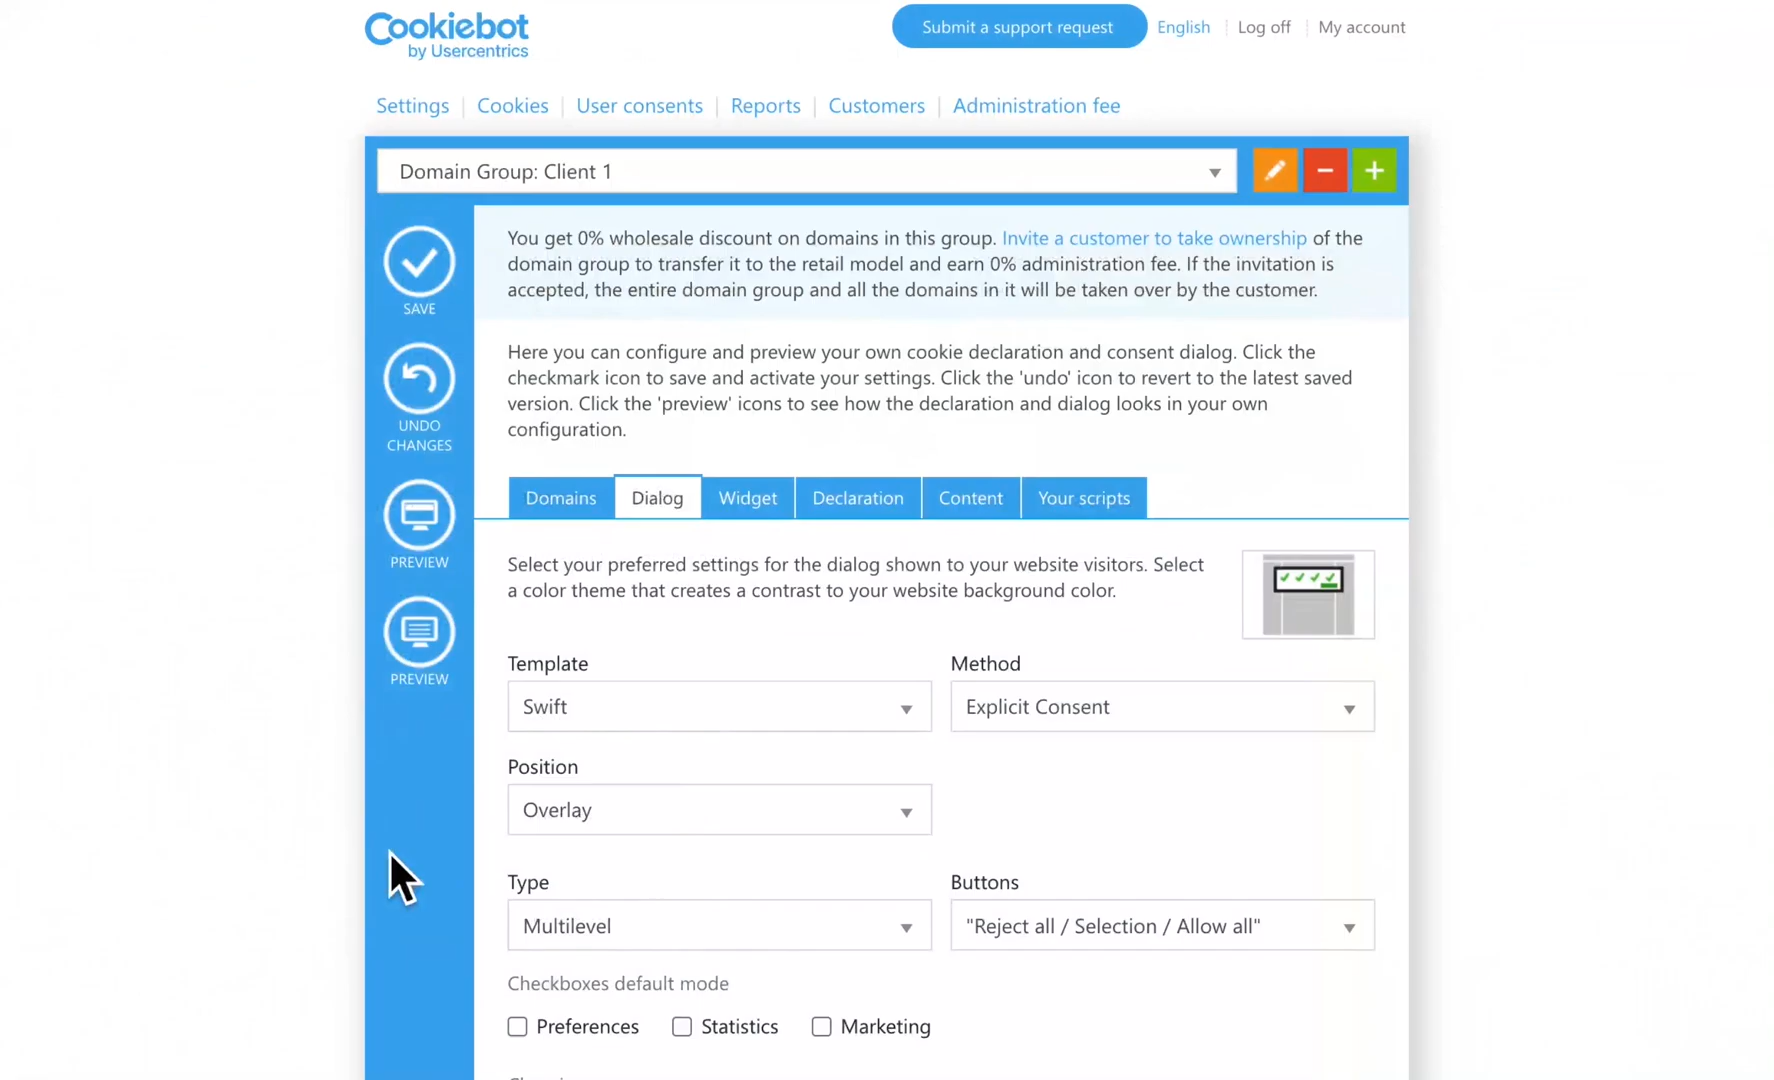 Cookiebot
by Usercentrics
Submit a support request
English
Log off
My account
Settings
Cookies
User consents
Reports
Customers
Administration fee
Domain Group: Client 1
You get 0% wholesale discount on domains in this group. Invite a customer to take ownership of the
domain group to transfer it to the retail model and earn 0% administration fee. If the invitation is
accepted, the entire domain group and all the domains in it will be taken over by the customer.
SAVE
UNDO
CHANGES
PREVIEW
PREVIEW
Here you can configure and preview your own cookie declaration and consent dialog. Click the
checkmark icon to save and activate your settings. Click the 'undo' icon to revert to the latest saved
version. Click the 'preview' icons to see how the declaration and dialog looks in your own
configuration.
Domains
Dialog
Widget
Declaration
Content
Your scripts
Select your preferred settings for the dialog shown to your website visitors. Select
a color theme that creates a contrast to your website background color.
Template
Method
Swift
Explicit Consent
Position
Overlay
Type
Buttons
Multilevel
"Reject all / Selection / Allow all"
Checkboxes default mode
Preferences
Statistics
Marketing